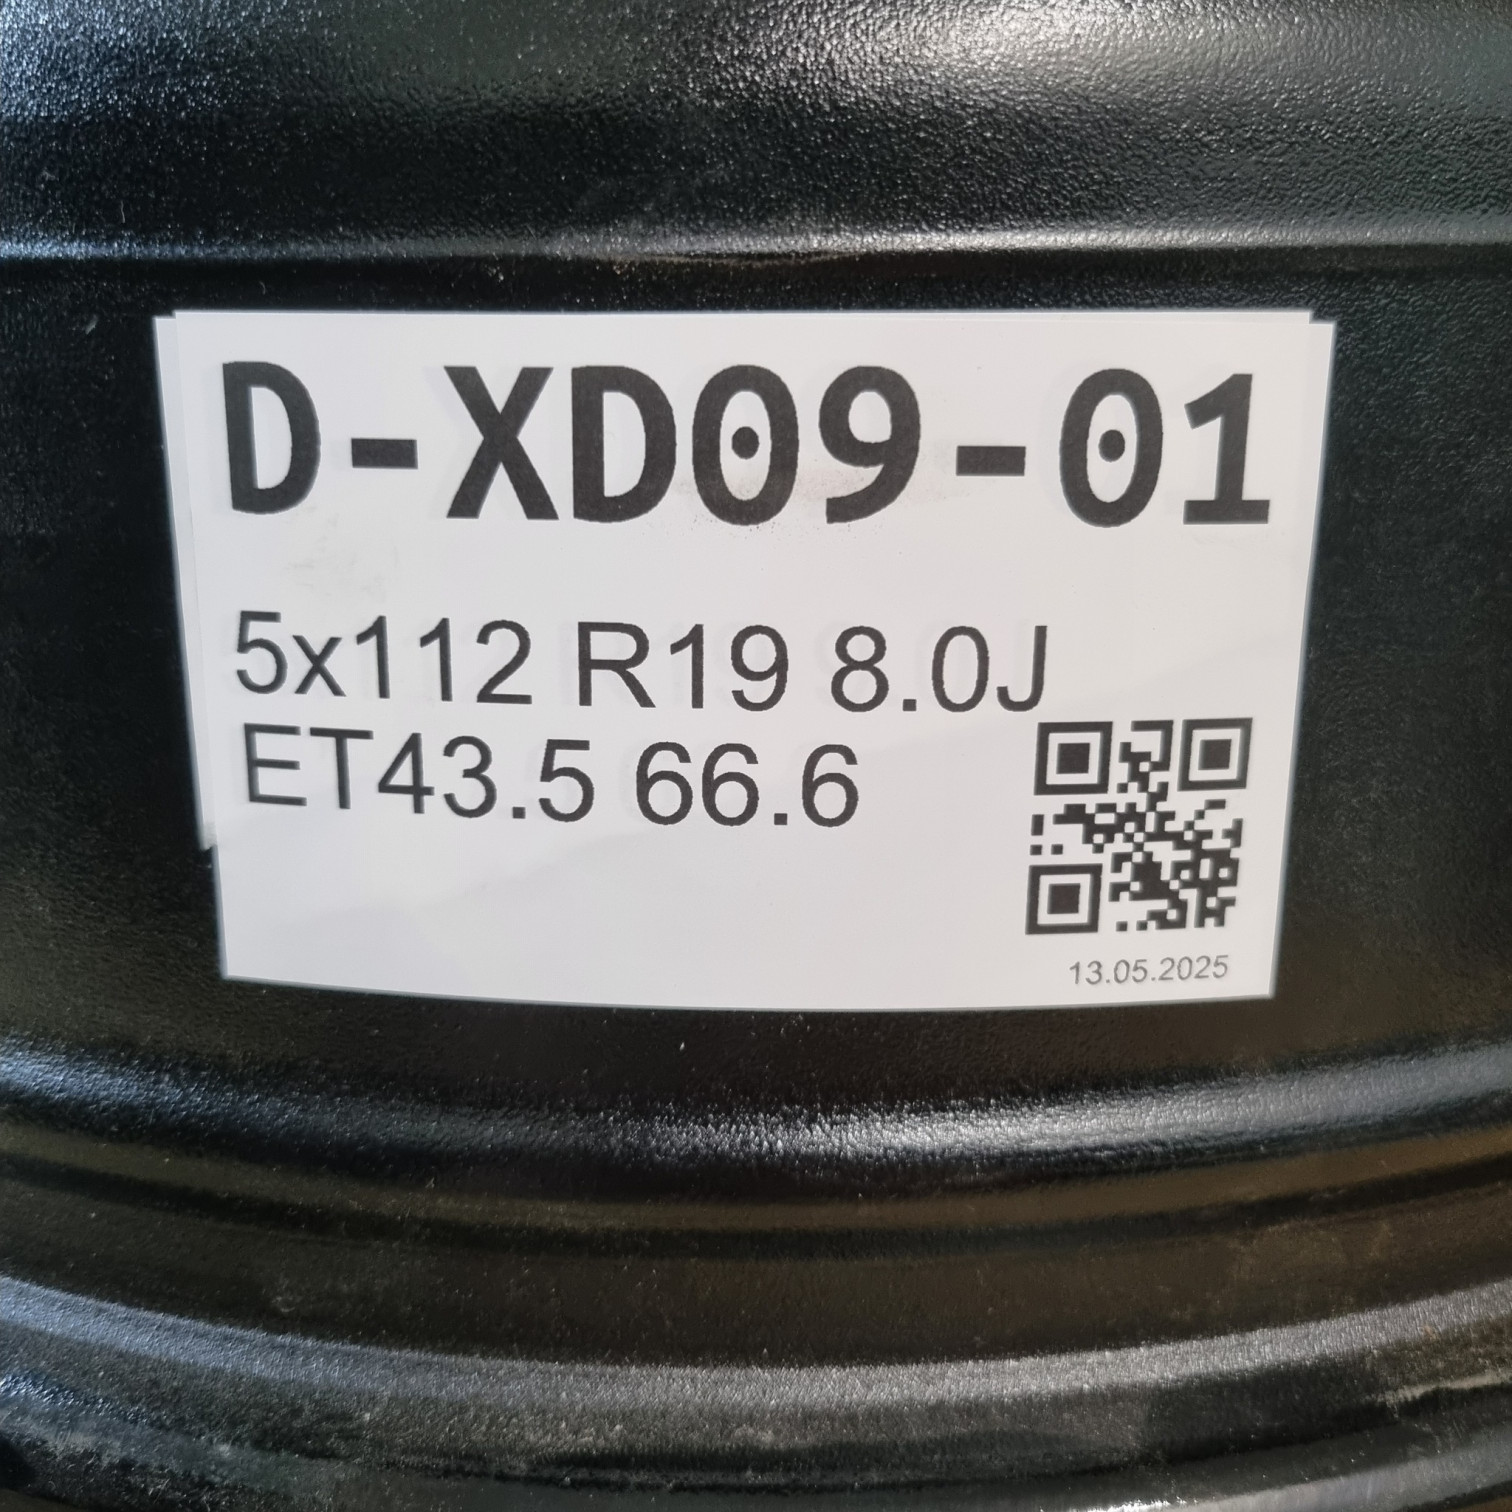 D-XD09-01
5x112 R19 8.0J
ET43.5 66.6
13.05.2025